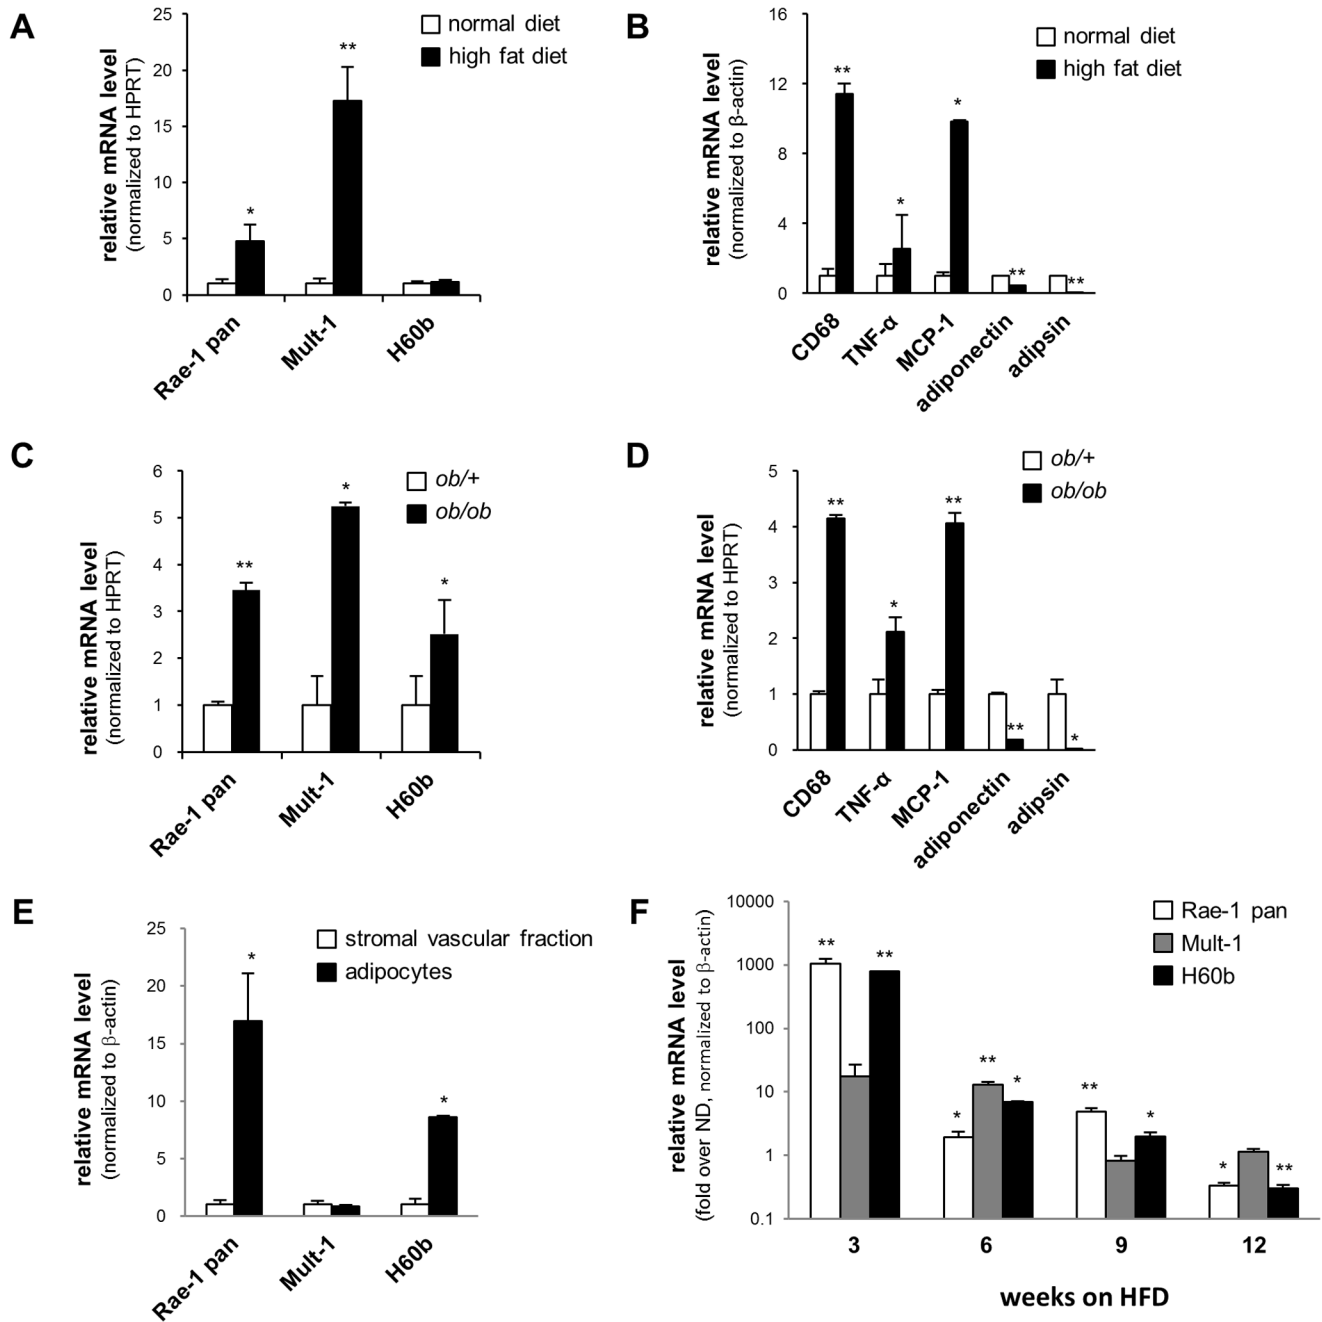 A
relative mRNA level
(normalized to HPRT)
25
20
15
10
5
0
normal diet
high fat diet
*
**
Rae-1 pan
Mult-1
H60b
B
relative mRNA level
(normalized to β-actin)
16
12
8
4
0
normal diet
high fat diet
**
*
*
**
**
CD68
TNF-α
MCP-1
adiponectin
adipsin
C
relative mRNA level
(normalized to HPRT)
6
5
4
3
2
1
0
ob/+
ob/ob
**
*
*
Rae-1 pan
Mult-1
H60b
D
relative mRNA level
(normalized to HPRT)
5
4
3
2
1
0
ob/+
ob/ob
**
*
**
**
*
CD68
TNF-α
MCP-1
adiponectin
adipsin
E
relative mRNA level
(normalized to β-actin)
25
20
15
10
5
0
stromal vascular fraction
adipocytes
*
*
Rae-1 pan
Mult-1
H60b
F
relative mRNA level
(fold over ND, normalized to β-actin)
10000
1000
100
10
1
0.1
Rae-1 pan
Mult-1
H60b
**
**
*
**
*
**
*
*
**
3
6
9
12
weeks on HFD